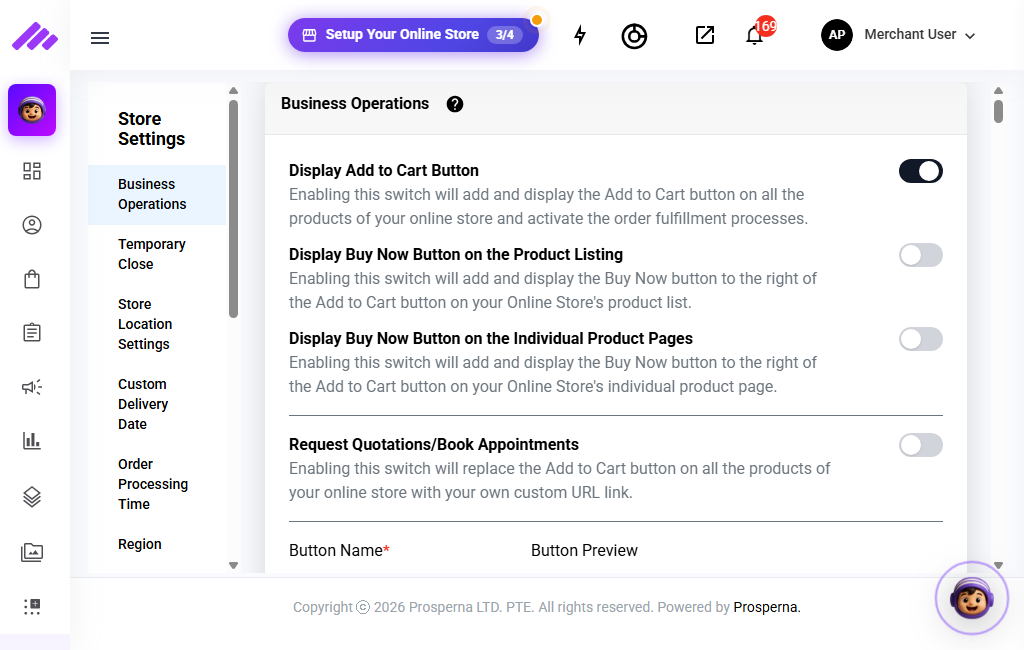 Setup Your Online Store 3/4
169
AP Merchant User
Store
Settings
Business
Operations
Temporary
Close
Store
Location
Settings
Custom
Delivery
Date
Order
Processing
Time
Region
Business Operations ?
Display Add to Cart Button
Enabling this switch will add and display the Add to Cart button on all the
products of your online store and activate the order fulfillment processes.
Display Buy Now Button on the Product Listing
Enabling this switch will add and display the Buy Now button to the right of
the Add to Cart button on your Online Store's product list.
Display Buy Now Button on the Individual Product Pages
Enabling this switch will add and display the Buy Now button to the right of
the Add to Cart button on your Online Store's individual product page.
Request Quotations/Book Appointments
Enabling this switch will replace the Add to Cart button on all the products of
your online store with your own custom URL link.
Button Name* Button Preview
Copyright © 2026 Prosperna LTD. PTE. All rights reserved. Powered by Prosperna.